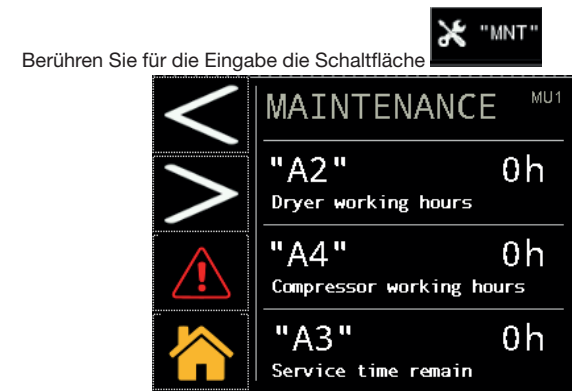 Berühren Sie für die Eingabe die Schaltfläche "MNT"
MAINTENANCE MU1
"A2" 0h
Dryer working hours
"A4" 0h
Compressor working hours
"A3" 0h
Service time remain